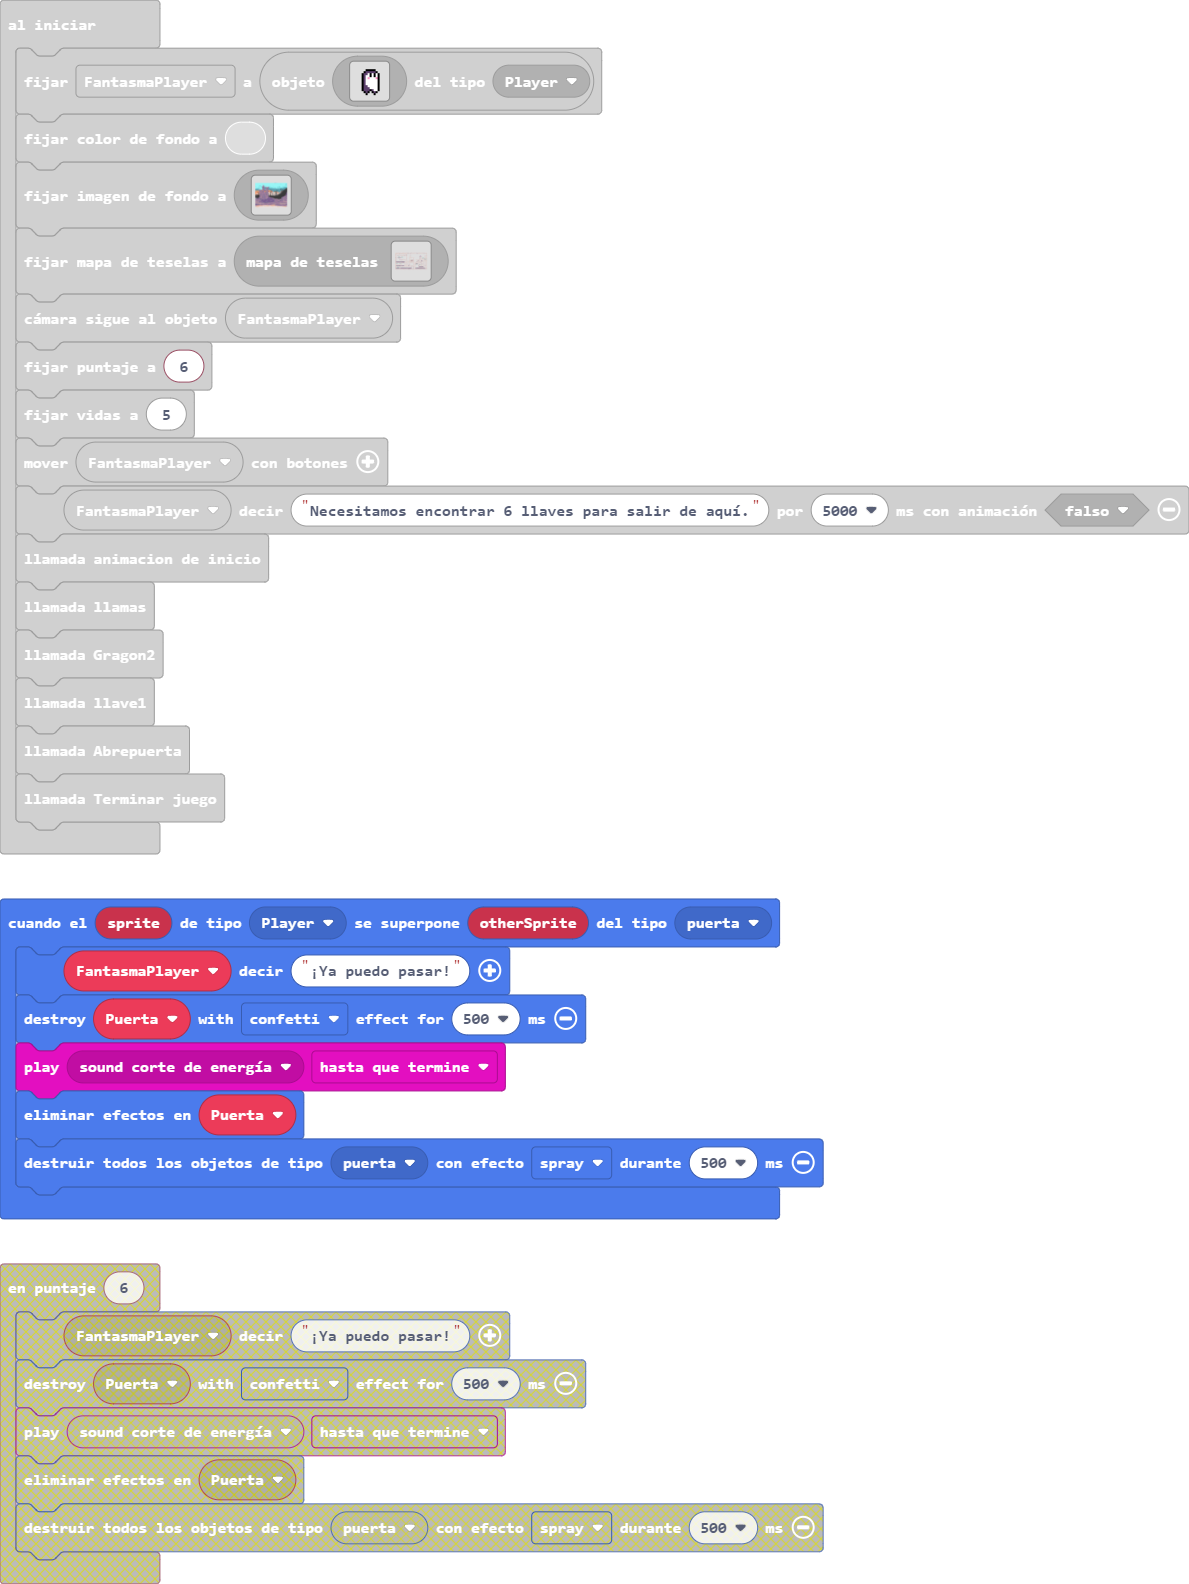 al iniciar
fijar FantasmaPlayer a objeto del tipo Player
fijar color de fondo a
fijar imagen de fondo a
fijar mapa de teselas a mapa de teselas
cámara sigue al objeto FantasmaPlayer
fijar puntaje a 6
fijar vidas a 5
mover FantasmaPlayer con botones
FantasmaPlayer decir "Necesitamos encontrar 6 llaves para salir de aquí." por 5000 ms con animación falso
llamada animacion de inicio
llamada llamas
llamada Gragon2
llamada llave1
llamada Abrepuerta
llamada Terminar juego
cuando el sprite de tipo Player se superpone otherSprite del tipo puerta
FantasmaPlayer decir "¡Ya puedo pasar!"
destroy Puerta with confetti effect for 500 ms
play sound corte de energía hasta que termine
eliminar efectos en Puerta
destruir todos los objetos de tipo puerta con efecto spray durante 500 ms
en puntaje 6
FantasmaPlayer decir "¡Ya puedo pasar!"
destroy Puerta with confetti effect for 500 ms
play sound corte de energía hasta que termine
eliminar efectos en Puerta
destruir todos los objetos de tipo puerta con efecto spray durante 500 ms